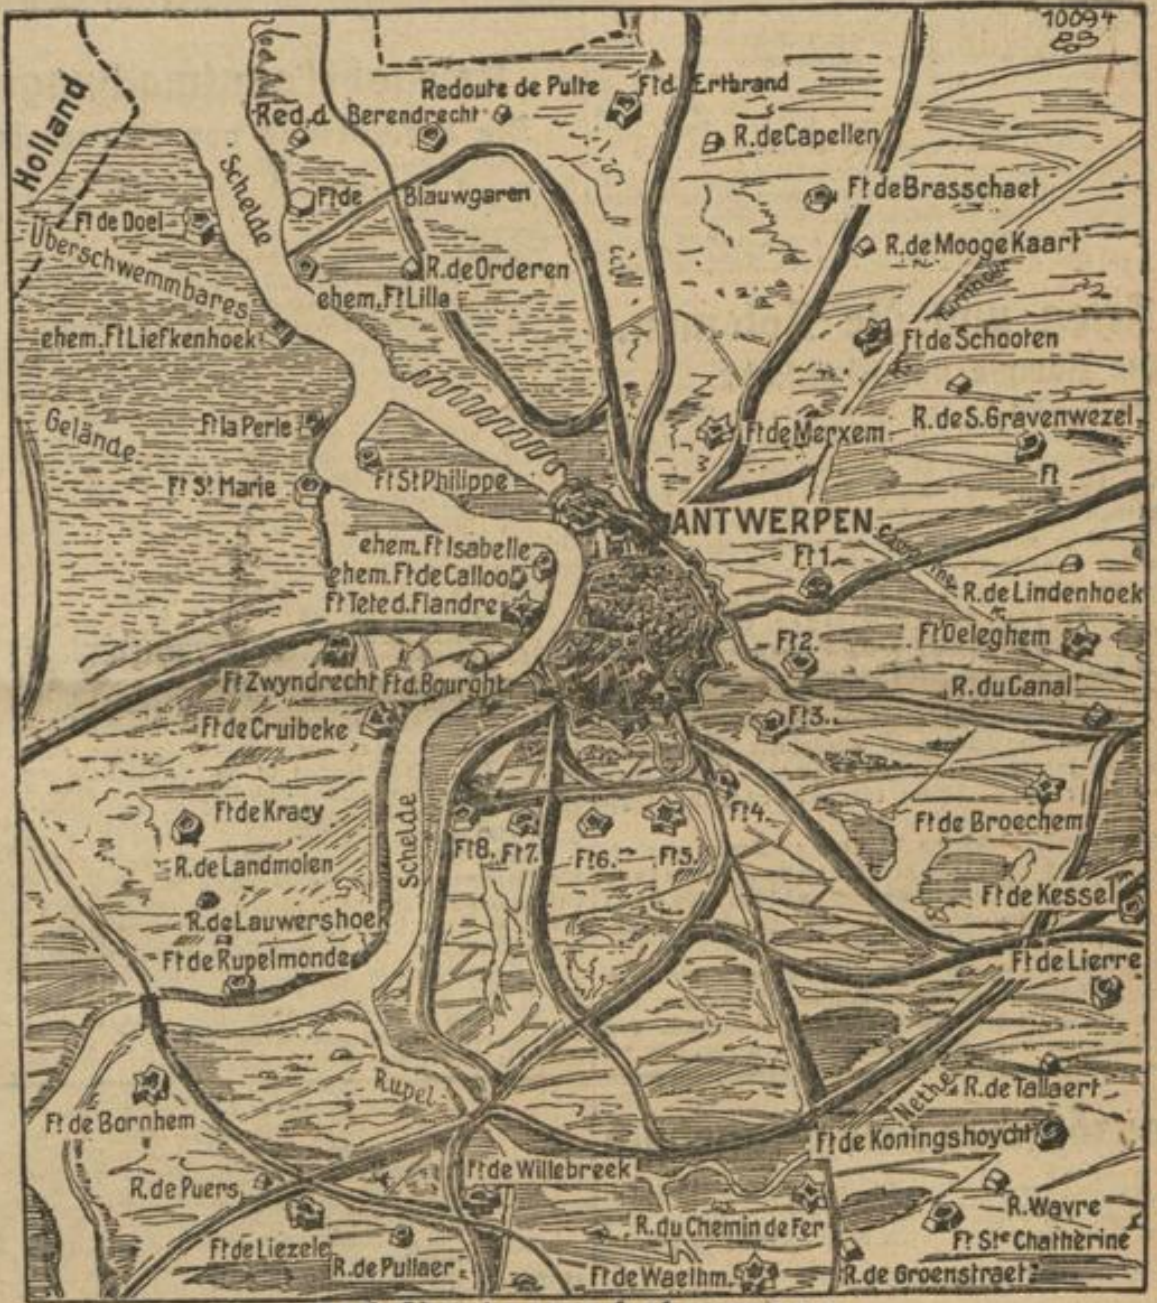 10094
Holland
Redoute de Pulte
Ft d. Ertbrand
Red. d. Berendrecht
R. de Capellen
Schelde
Ft de Blauwgaren
Ft de Brasschaet
Ft de Doel
Überschwemmbares
R. de Orderen
R. de Mooge Kaart
ehem. Ft Lilla
ehem. Ft Liefkenhoek
Ft de Schooten
Gelände
Ft la Perle
Ft de Merxem
R. de S. Gravenwezel
Ft
Ft St Philippe
Ft St Marie
ANTWERPEN
ehem. Ft Isabelle
ehem. Ft de Calloo
Ft 1.
R. de Lindenhoek
Ft Tete d. Flandre
Ft 2.
Ft Oeleghem
Ft Zwyndrecht
Ft d. Bourght
R. du Canal
Ft de Cruibeke
Ft 3.
Schelde
Ft de Kracy
Ft 4.
Ft de Broechem
R. de Landmolen
Ft 8.
Ft 7.
Ft 6.
Ft 5.
Ft de Kessel
R. de Lauwershoek
Ft de Rupelmonde
Ft de Lierre
Rupel
Nethe
R. de Tallaert
Ft de Bornhem
Ft de Koningshoycht
Ft de Willebreek
R. de Puers
R. Wavre
R. du Chemin de Fer
Ft Ste Chatherine
Ft de Liezele
R. de Pullaer
Ft de Waelhm.
R. de Groenstraet